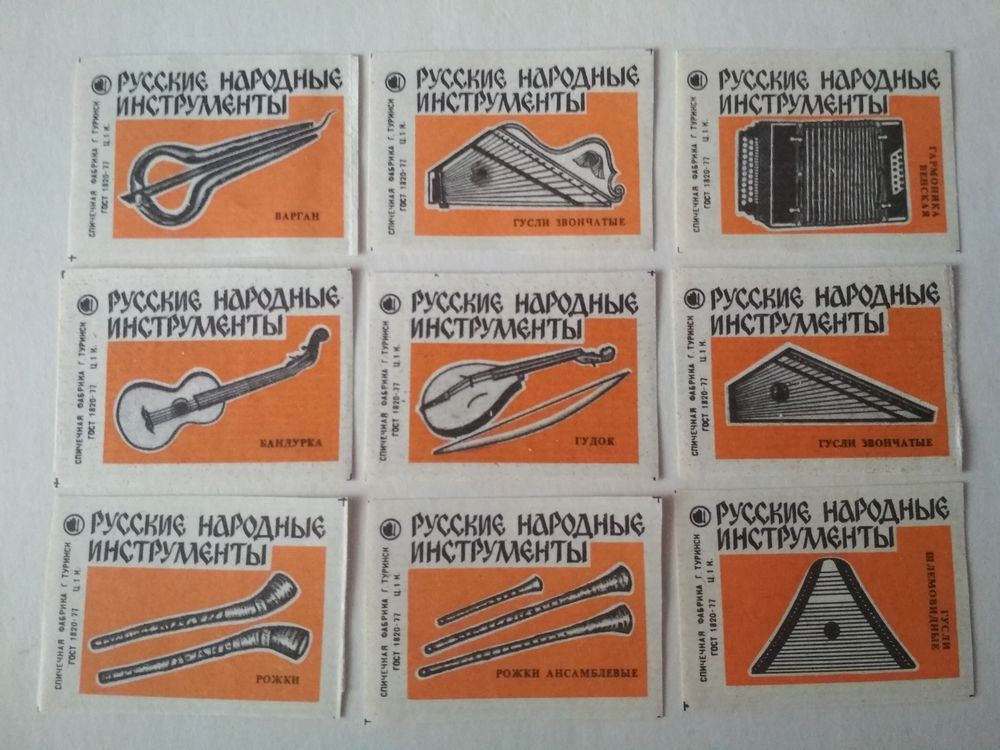 РУССКИЕ НАРОДНЫЕ
ИНСТРУМЕНТЫ
СПИЧЕЧНАЯ ФАБРИКА Г. ТУРИНСК
ГОСТ 1820-77 Ц. 1 К.
ВАРГАН
РУССКИЕ НАРОДНЫЕ
ИНСТРУМЕНТЫ
СПИЧЕЧНАЯ ФАБРИКА Г. ТУРИНСК
ГОСТ 1820-77 Ц. 1 К.
ГУСЛИ ЗВОНЧАТЫЕ
РУССКИЕ НАРОДНЫЕ
ИНСТРУМЕНТЫ
СПИЧЕЧНАЯ ФАБРИКА Г. ТУРИНСК
ГОСТ 1820-77 Ц. 1 К.
ГАРМОНИКА
ВЕНСКАЯ
РУССКИЕ НАРОДНЫЕ
ИНСТРУМЕНТЫ
СПИЧЕЧНАЯ ФАБРИКА Г. ТУРИНСК
ГОСТ 1820-77 Ц. 1 К.
БАНДУРКА
РУССКИЕ НАРОДНЫЕ
ИНСТРУМЕНТЫ
СПИЧЕЧНАЯ ФАБРИКА Г. ТУРИНСК
ГОСТ 1820-77 Ц. 1 К.
ГУДОК
РУССКИЕ НАРОДНЫЕ
ИНСТРУМЕНТЫ
СПИЧЕЧНАЯ ФАБРИКА Г. ТУРИНСК
ГОСТ 1820-77 Ц. 1 К.
ГУСЛИ ЗВОНЧАТЫЕ
РУССКИЕ НАРОДНЫЕ
ИНСТРУМЕНТЫ
СПИЧЕЧНАЯ ФАБРИКА Г. ТУРИНСК
ГОСТ 1820-77 Ц. 1 К.
РОЖКИ
РУССКИЕ НАРОДНЫЕ
ИНСТРУМЕНТЫ
СПИЧЕЧНАЯ ФАБРИКА Г. ТУРИНСК
ГОСТ 1820-77 Ц. 1 К.
РОЖКИ АНСАМБЛЕВЫЕ
РУССКИЕ НАРОДНЫЕ
ИНСТРУМЕНТЫ
СПИЧЕЧНАЯ ФАБРИКА Г. ТУРИНСК
ГОСТ 1820-77 Ц. 1 К.
ГУСЛИ
ШЛЕМОВИДНЫЕ